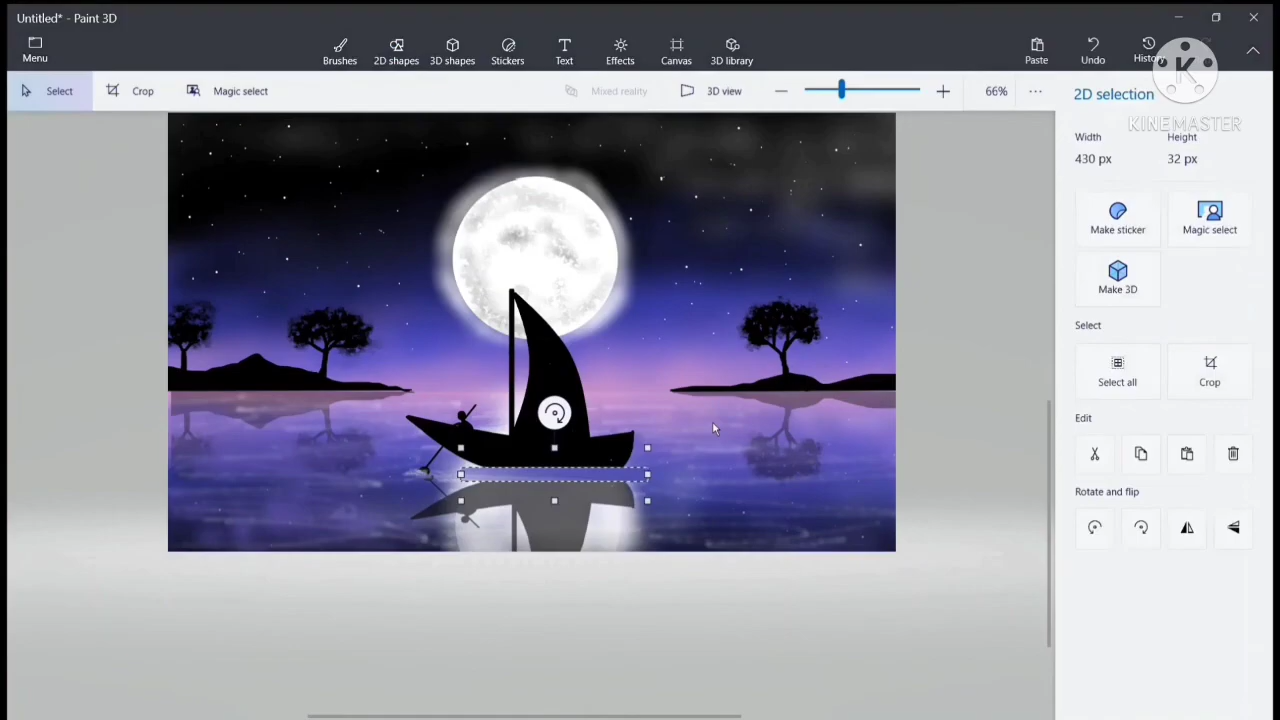 Untitled* - Paint 3D
Menu
Brushes
2D shapes
3D shapes
Stickers
Text
Effects
Canvas
3D library
Paste
Undo
History
Select
Crop
Magic select
Mixed reality
3D view
66%
2D selection
K
KINEMASTER
Width
Height
430 px
32 px
Make sticker
Magic select
Make 3D
Select
Select all
Crop
Edit
Rotate and flip